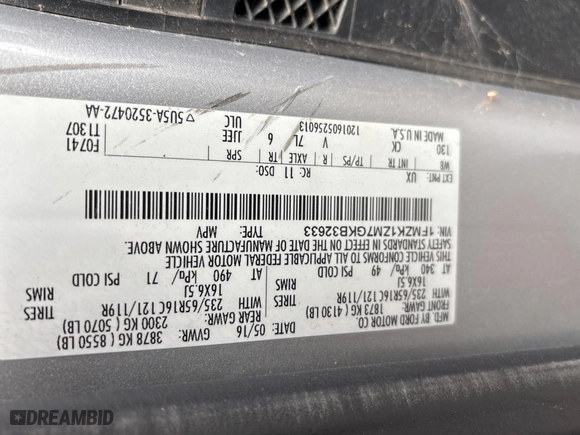 MFD. BY FORD MOTOR CO.
DATE: 05/16 GVWR: 3878 KG ( 8550 LB)
FRONT GAWR: 1873 KG ( 4130 LB) REAR GAWR: 2300 KG ( 5070 LB)
WITH 235/65R16C 121/119R TIRES WITH 235/65R16C 121/119R TIRES
16X6.5J RIMS 16X6.5J RIMS
AT 340 kPa/ 49 PSI COLD AT 490 kPa/ 71 PSI COLD
THIS VEHICLE CONFORMS TO ALL APPLICABLE FEDERAL MOTOR VEHICLE
SAFETY STANDARDS IN EFFECT ON THE DATE OF MANUFACTURE SHOWN ABOVE.
VIN: 1FMZK1ZM7GKB32633 TYPE: MPV
EXT PNT: UX RC: 11 DSO:
WB INT TR TP/PS R AXLE TR SPR
130 CK V 7L 6 JJEE F0741
ULC T1307
MADE IN U.S.A. 1201605256013 5U5A-3520472-AA
DREAMBID